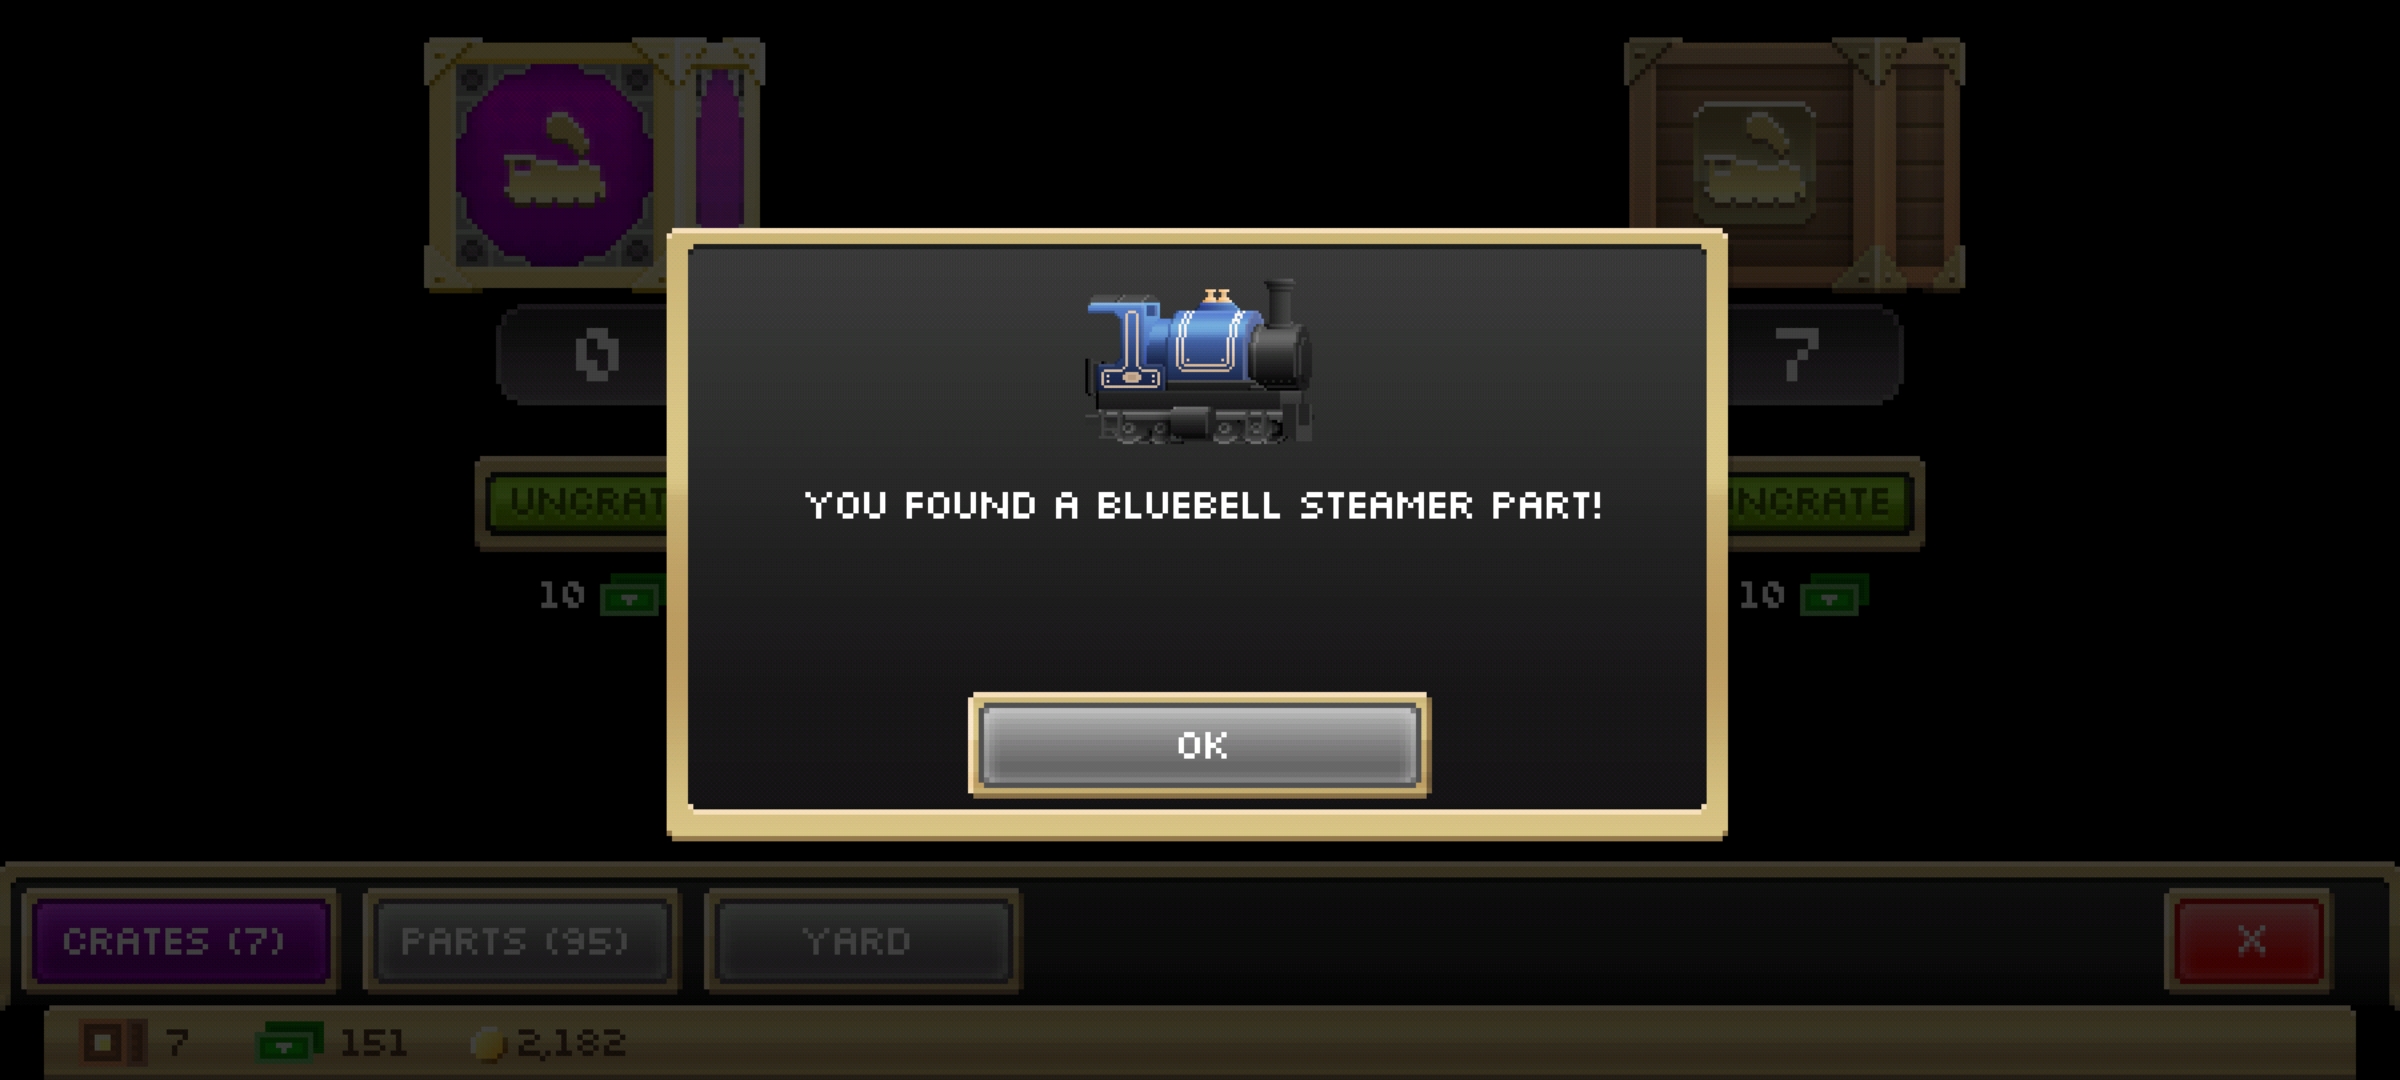 0
7
UNCRAT
NCRATE
10
10
YOU FOUND A BLUEBELL STEAMER PART!
OK
CRATES (7)
PARTS (95)
YARD
X
7
151
2,182